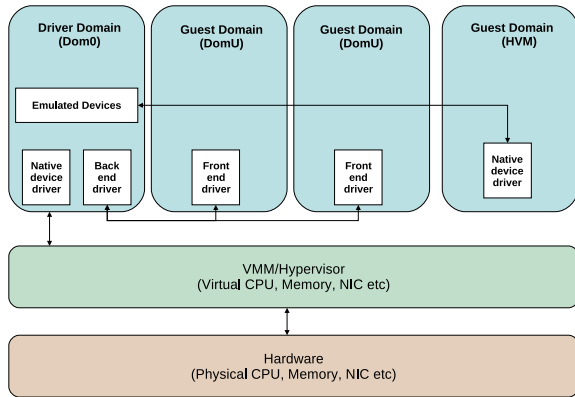 Driver Domain
(Dom0)
Guest Domain
(DomU)
Guest Domain
(DomU)
Guest Domain
(HVM)
Emulated Devices
Native
device
driver
Back
end
driver
Front
end
driver
Front
end
driver
Native
device
driver
VMM/Hypervisor
(Virtual CPU, Memory, NIC etc)
Hardware
(Physical CPU, Memory, NIC etc)